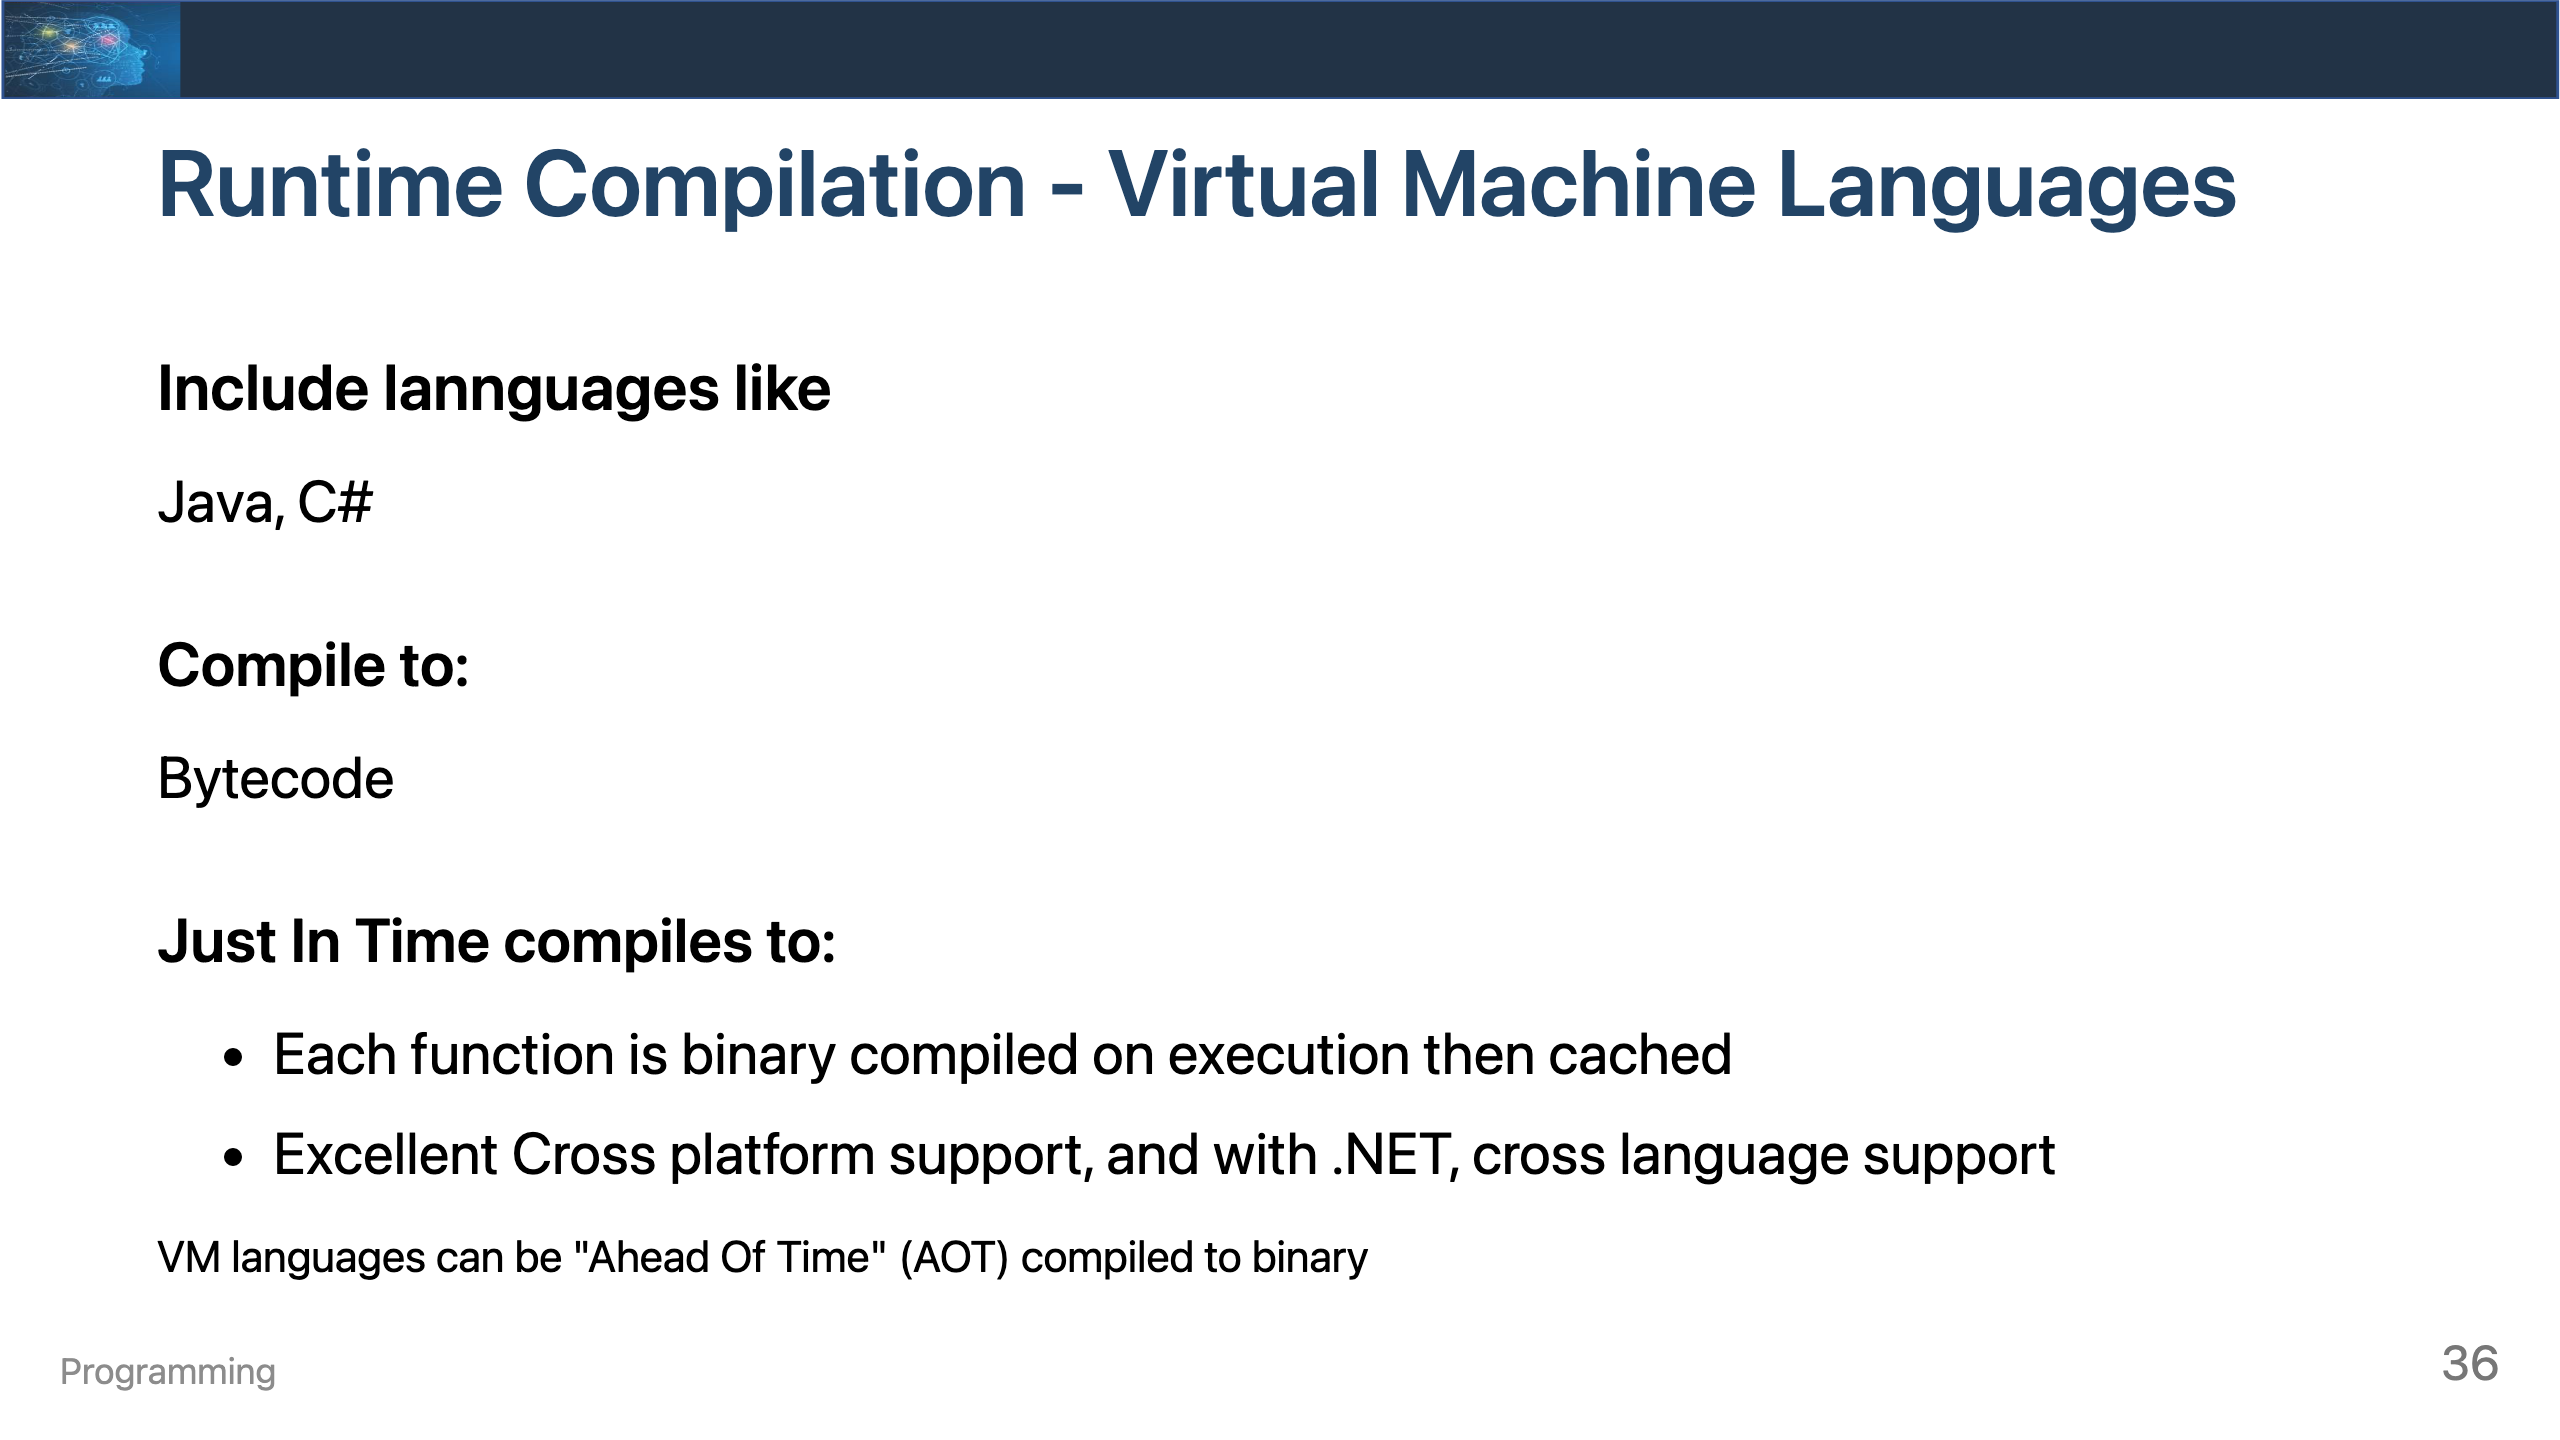 Runtime Compilation - Virtual Machine Languages
Include lannguages like
Java, C#
Compile to:
Bytecode
Just In Time compiles to:
• Each function is binary compiled on execution then cached
• Excellent Cross platform support, and with .NET, cross language support
VM languages can be "Ahead Of Time" (AOT) compiled to binary
Programming
36